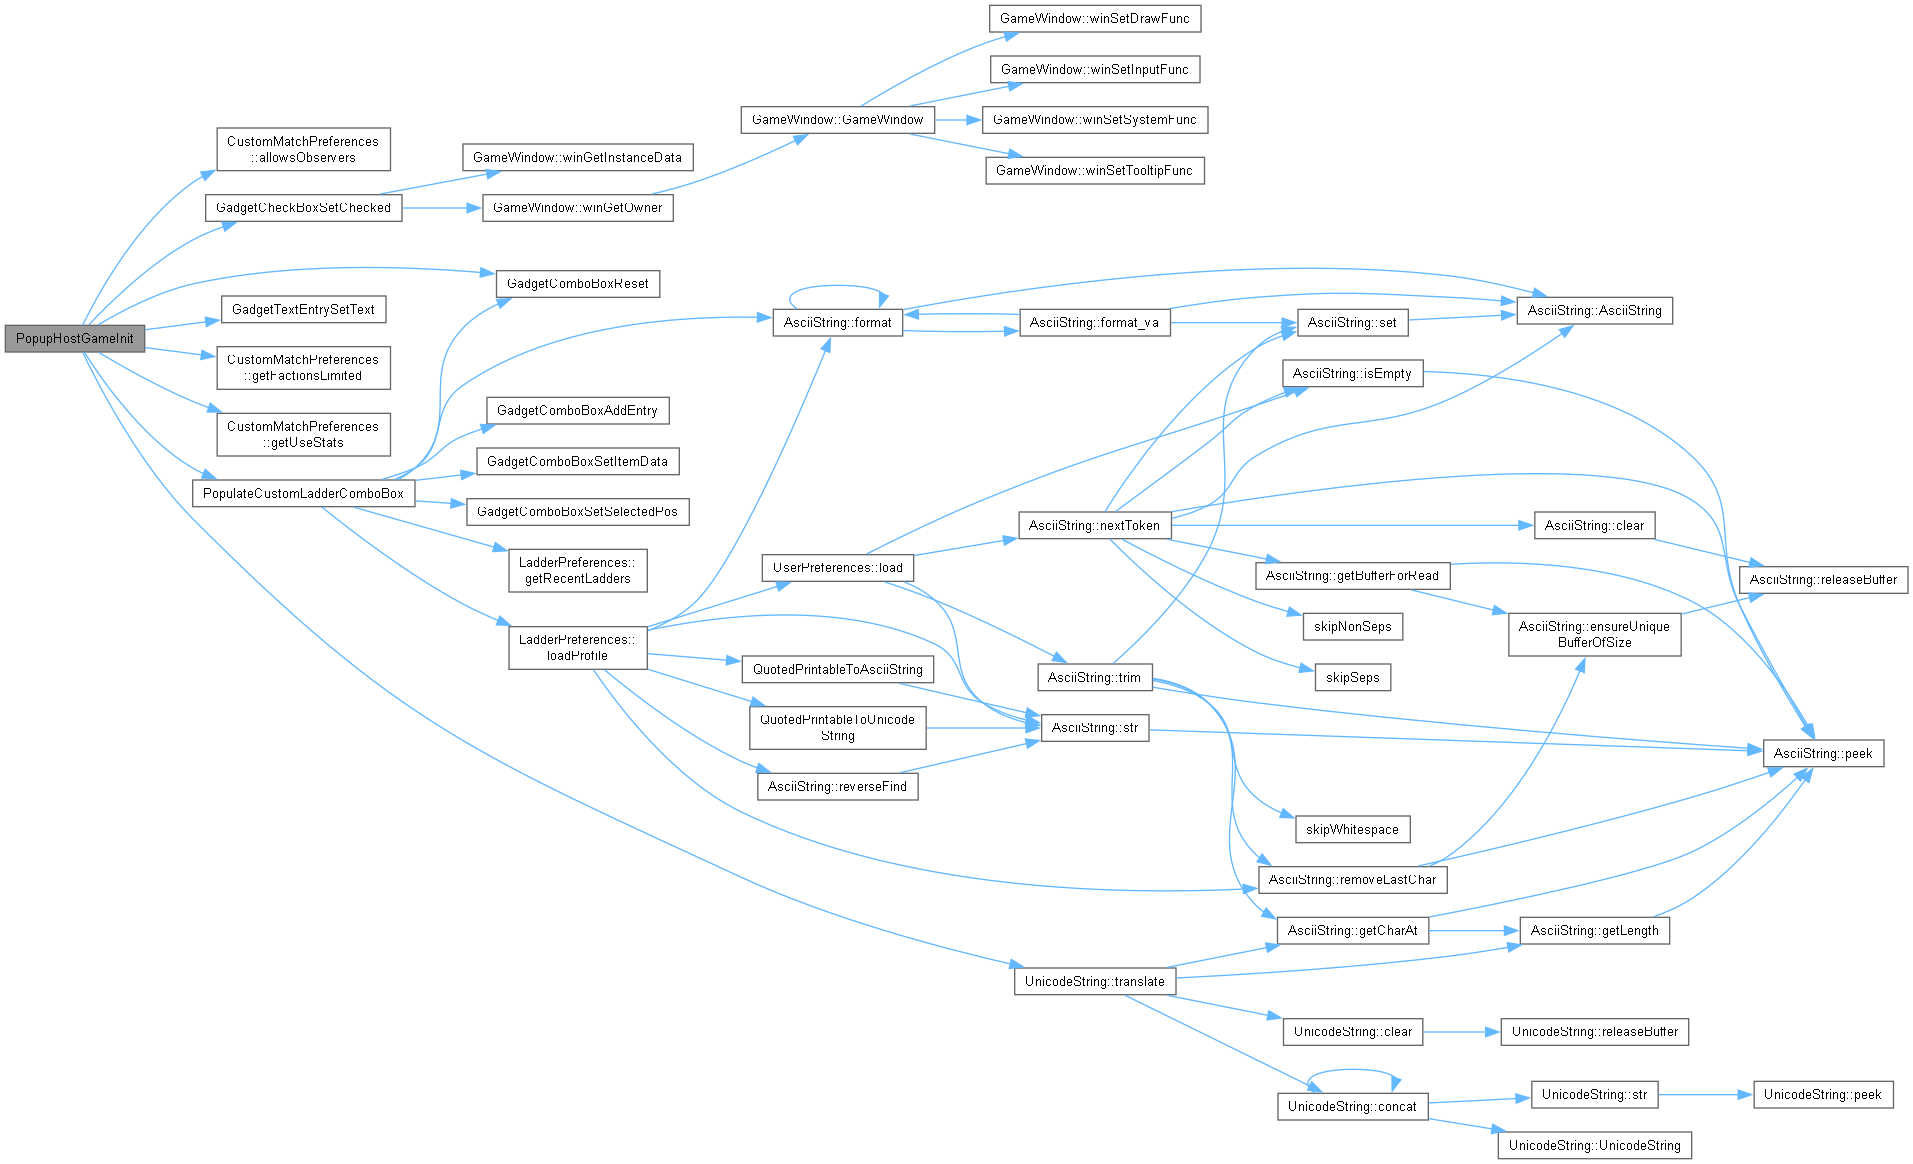 GameWindow::winSetDrawFunc
GameWindow::winSetInputFunc
GameWindow::GameWindow
GameWindow::winSetSystemFunc
GameWindow::winSetTooltipFunc
CustomMatchPreferences
::allowsObservers
GameWindow::winGetInstanceData
GadgetCheckBoxSetChecked
GameWindow::winGetOwner
GadgetComboBoxReset
GadgetTextEntrySetText
AsciiString::format
AsciiString::format_va
AsciiString::set
AsciiString::AsciiString
PopupHostGameInit
CustomMatchPreferences
::getFactionsLimited
AsciiString::isEmpty
GadgetComboBoxAddEntry
CustomMatchPreferences
::getUseStats
GadgetComboBoxSetItemData
PopulateCustomLadderComboBox
GadgetComboBoxSetSelectedPos
AsciiString::nextToken
AsciiString::clear
LadderPreferences::
getRecentLadders
UserPreferences::load
AsciiString::getBufferForRead
AsciiString::releaseBuffer
skipNonSeps
AsciiString::ensureUnique
BufferOfSize
LadderPreferences::
loadProfile
QuotedPrintableToAsciiString
AsciiString::trim
skipSeps
QuotedPrintableToUnicode
String
AsciiString::str
AsciiString::peek
AsciiString::reverseFind
skipWhitespace
AsciiString::removeLastChar
AsciiString::getCharAt
AsciiString::getLength
UnicodeString::translate
UnicodeString::clear
UnicodeString::releaseBuffer
UnicodeString::concat
UnicodeString::str
UnicodeString::peek
UnicodeString::UnicodeString